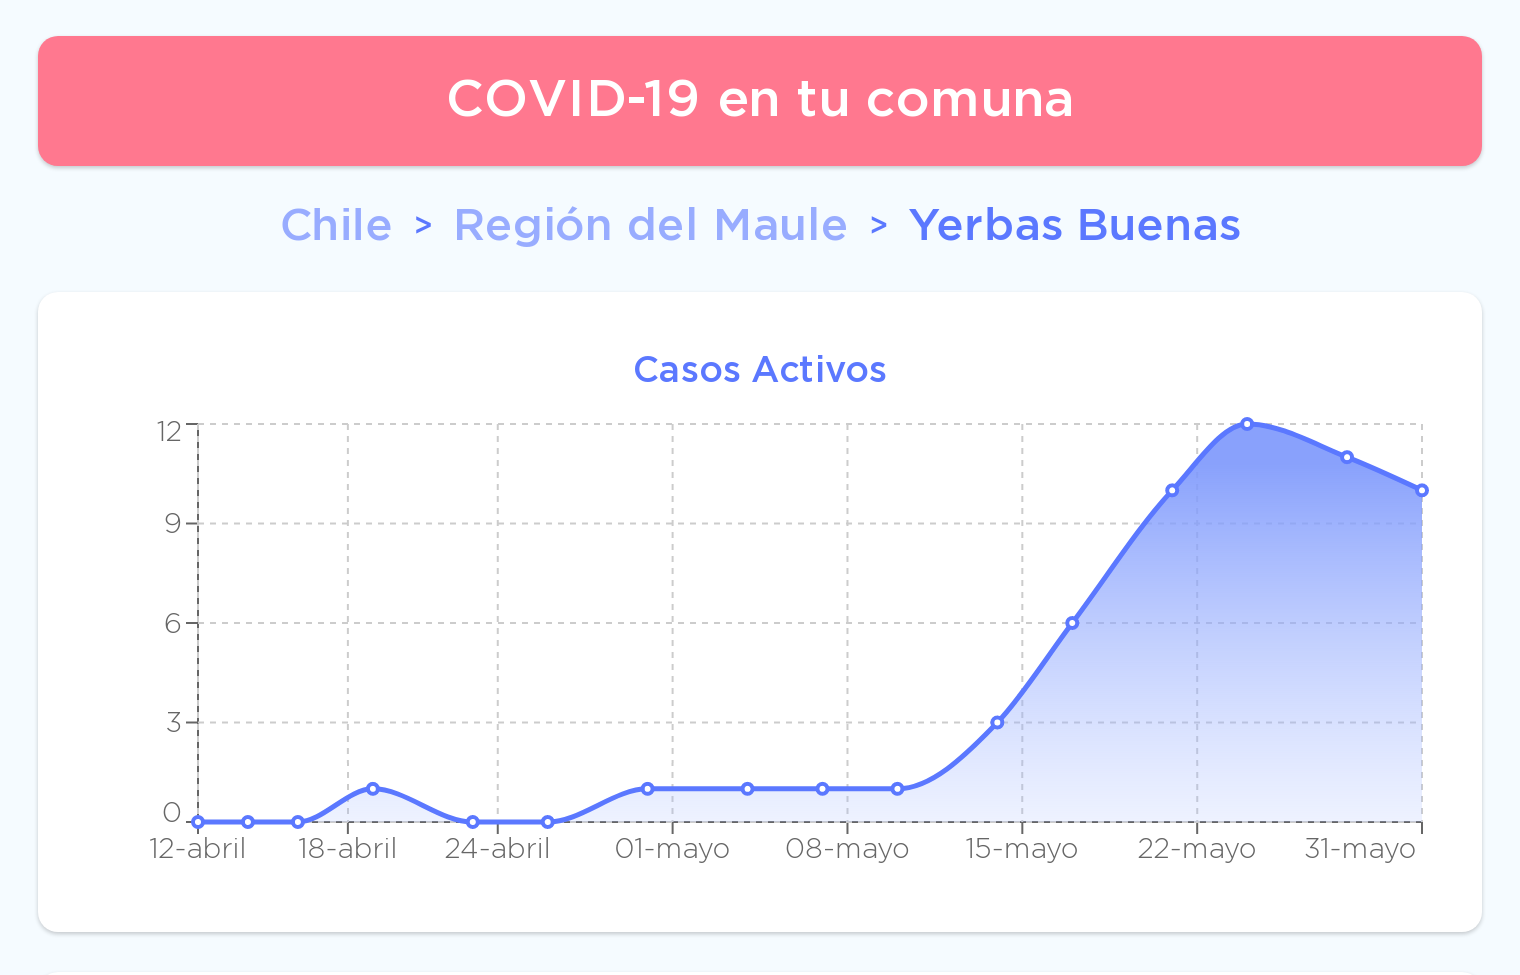 COVID-19 en tu comuna
Chile > Región del Maule > Yerbas Buenas
Casos Activos
12
9
6
3
0
12-abril 18-abril 24-abril 01-mayo 08-mayo 15-mayo 22-mayo 31-mayo